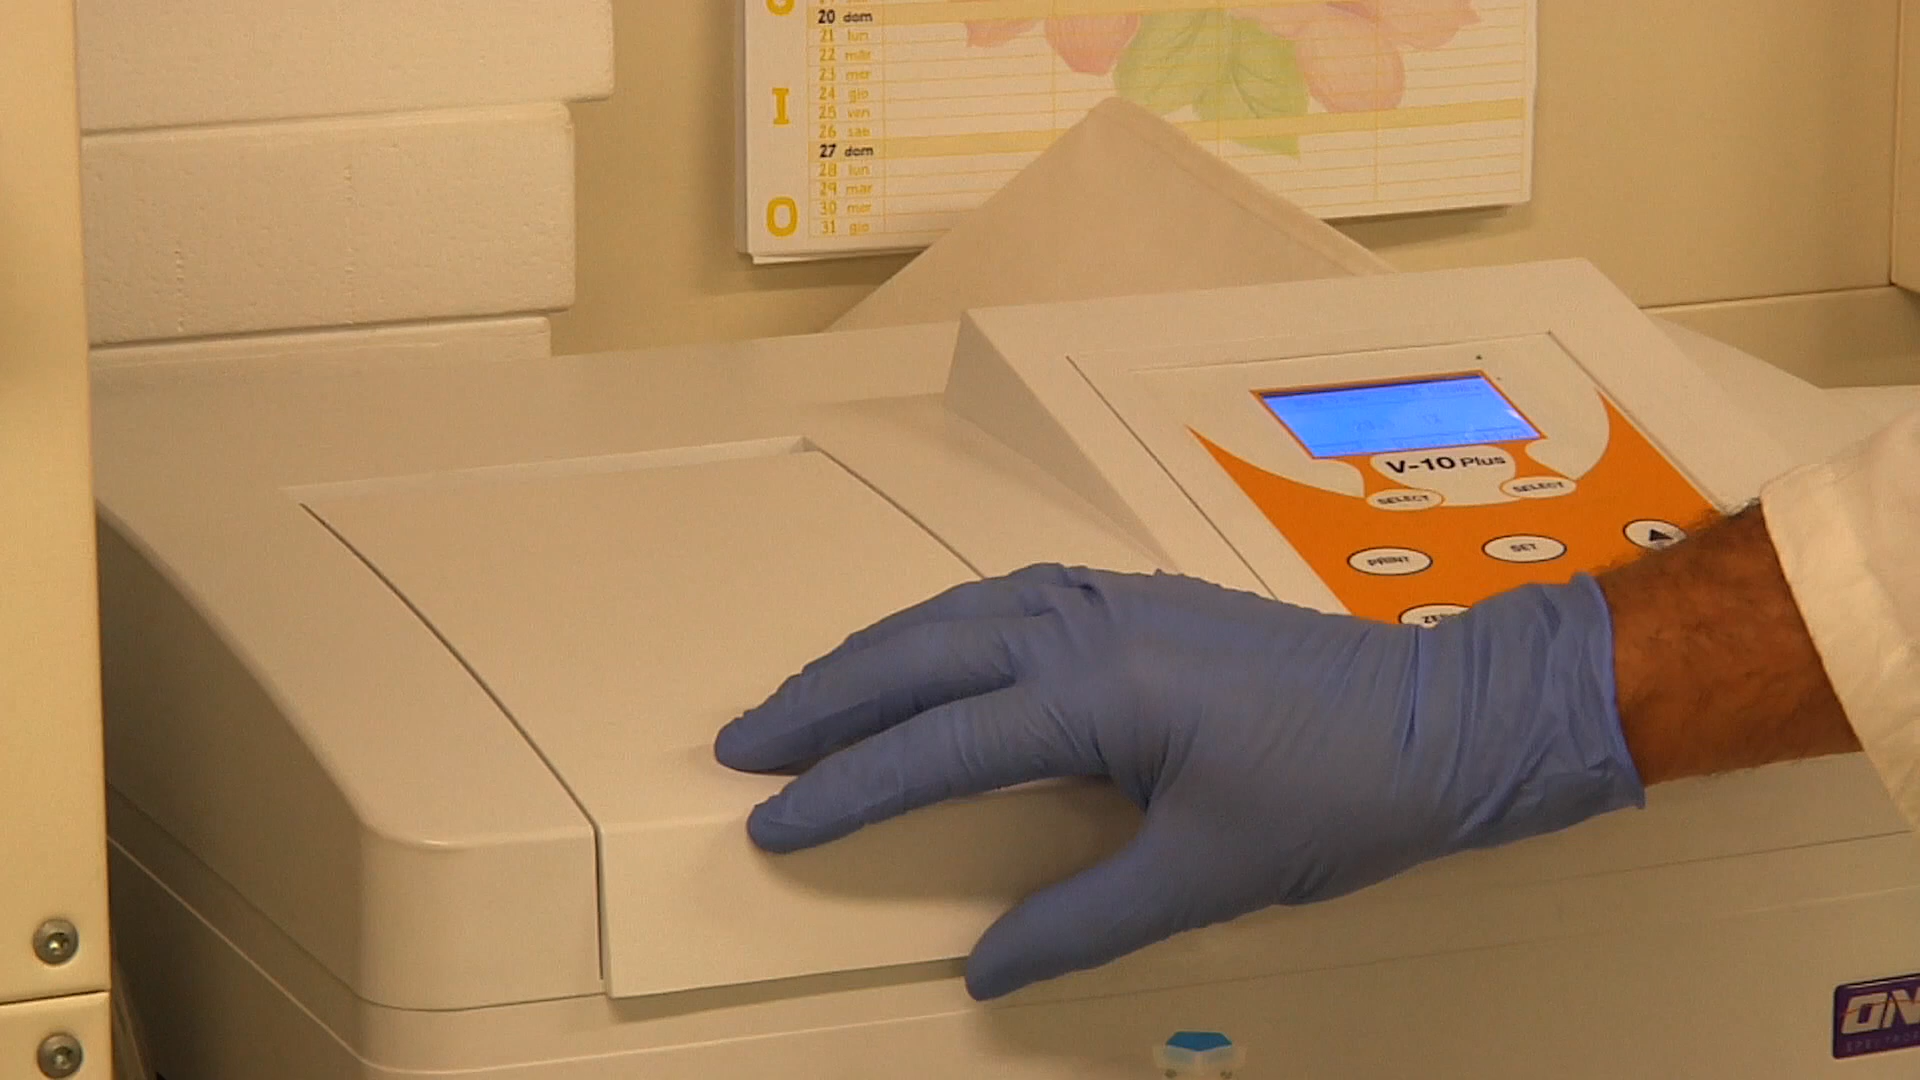 20 dom
21 lun
22 mar
23 mer
24 gio
I
25 ven
26 sab
27 dom
28 lun
29 mar
30 mer
O
31 gio
V-10 Plus
SELECT
SELECT
PRINT
SET
ON